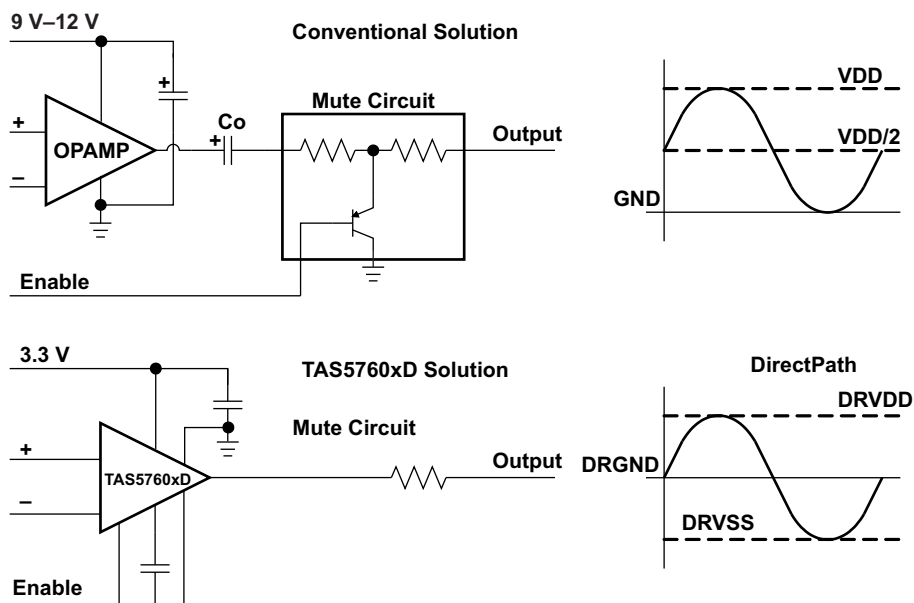 9 V–12 V
Conventional Solution
+
Mute Circuit
+
OPAMP
–
+
Co
Output
Enable
VDD
VDD/2
GND
3.3 V
TAS5760xD Solution
Mute Circuit
+
TAS5760xD
–
Output
Enable
DirectPath
DRVDD
DRGND
DRVSS